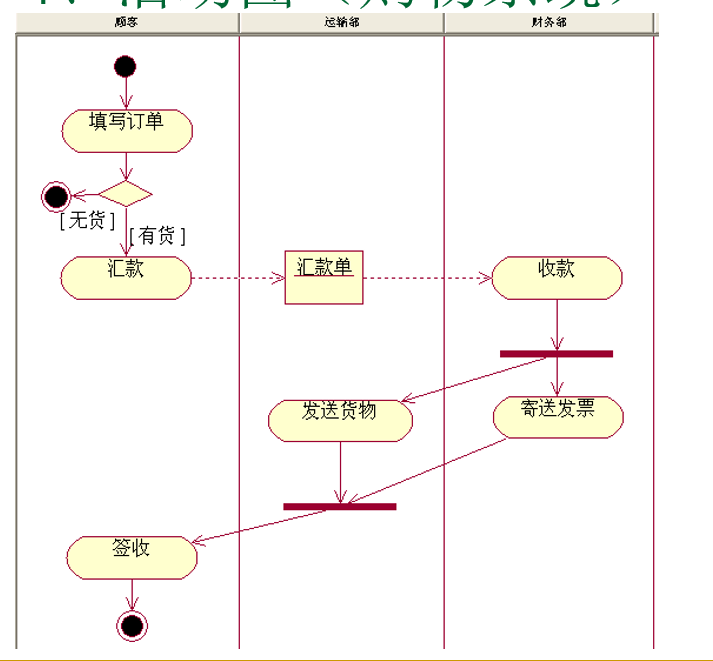 顾客 运输部 财务部
填写订单
[无货]
[有货]
汇款 汇款单 收款
发送货物 寄送发票
签收